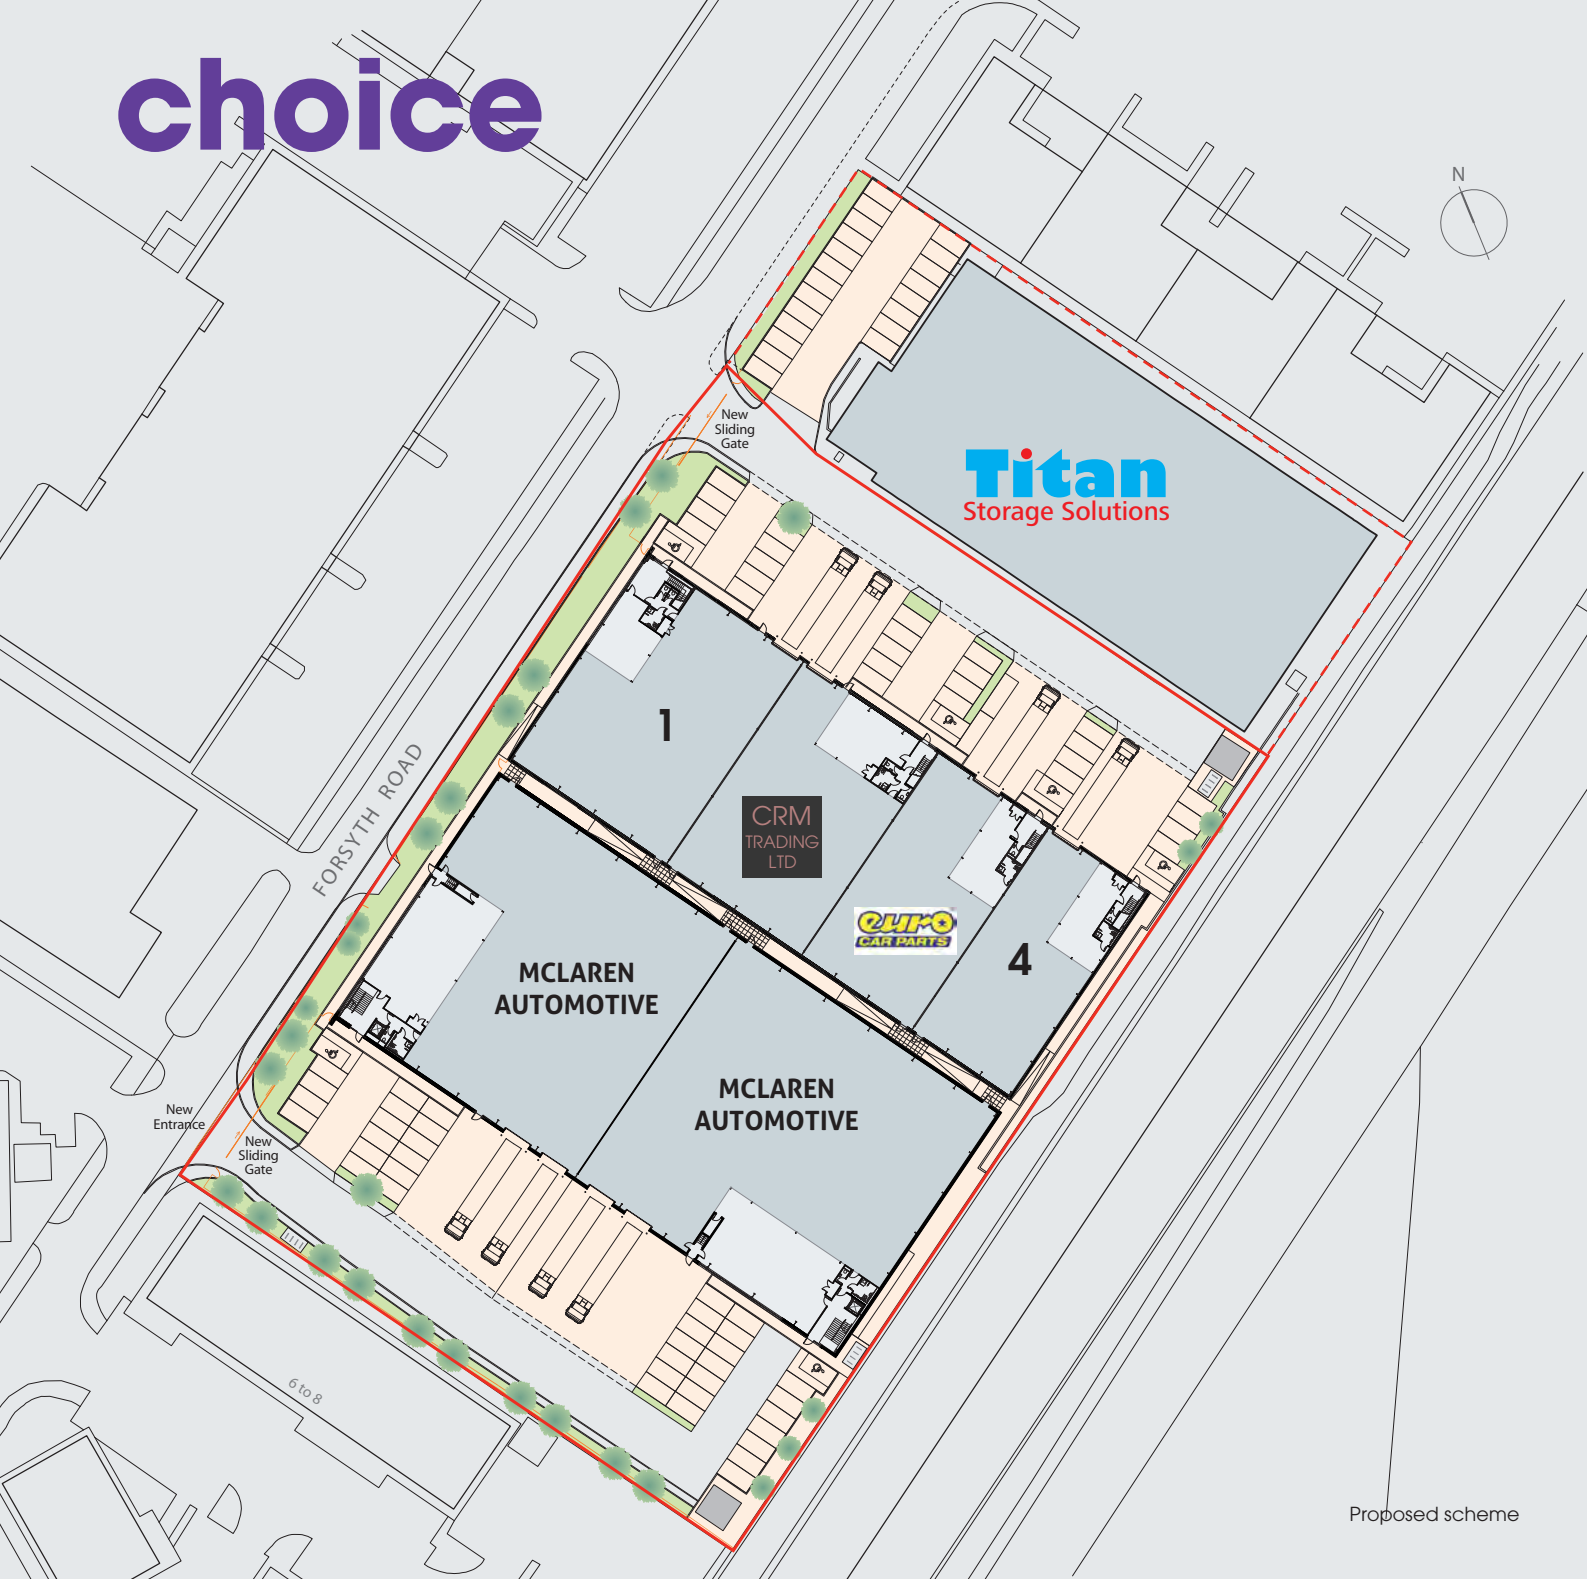 choice
N
New
Sliding
Gate
Titan
Storage Solutions
1
FORSYTH ROAD
CRM
TRADING
LTD
euro
CAR PARTS
4
MCLAREN
AUTOMOTIVE
MCLAREN
AUTOMOTIVE
New
Entrance
New
Sliding
Gate
6 to 8
Proposed scheme